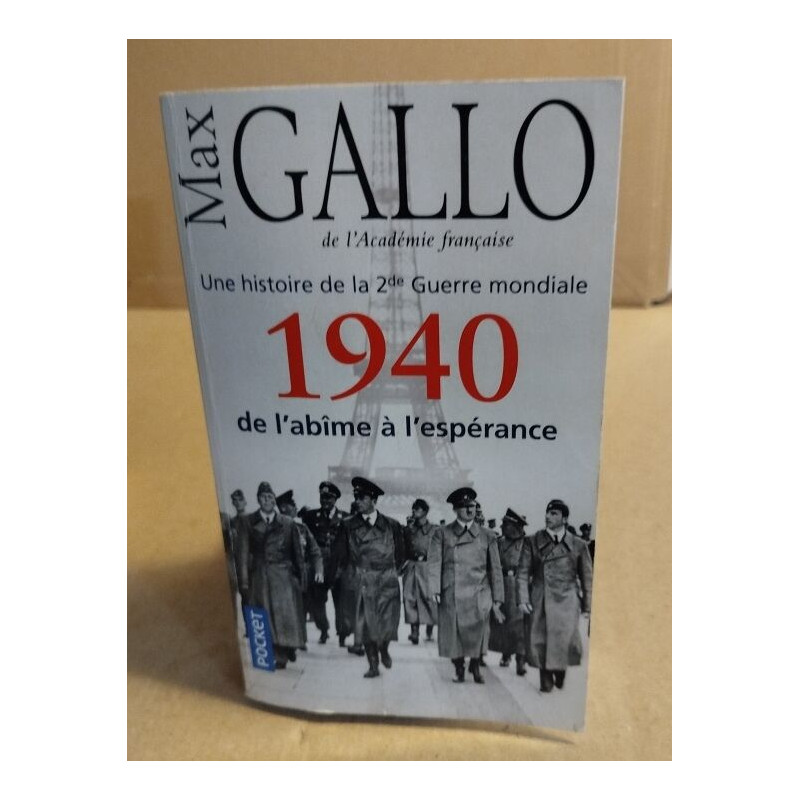 Max
GALLO
de l'Académie française
Une histoire de la 2de Guerre mondiale
1940
de l'abîme à l'espérance
POCKET